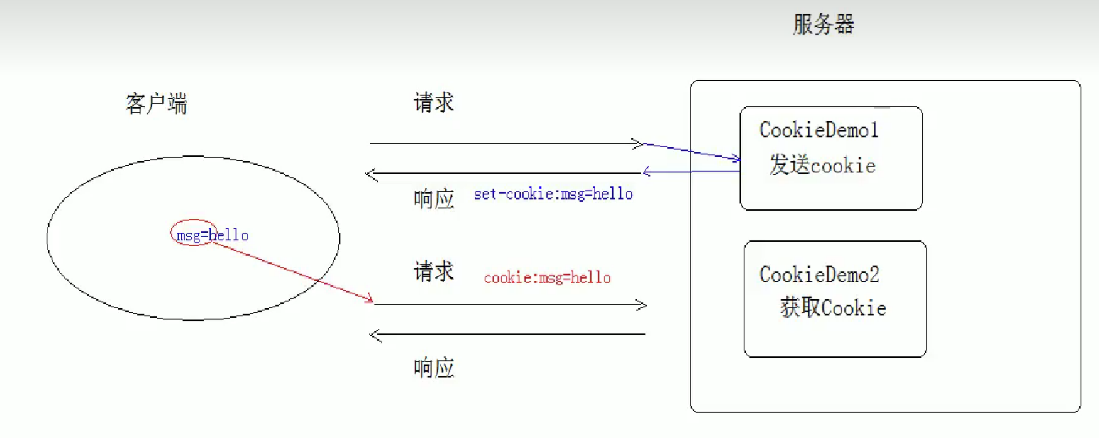 服务器
客户端
请求
CookieDemo1
发送cookie
响应
set-cookie:msg=hello
msg=hello
请求
cookie:msg=hello
CookieDemo2
获取Cookie
响应